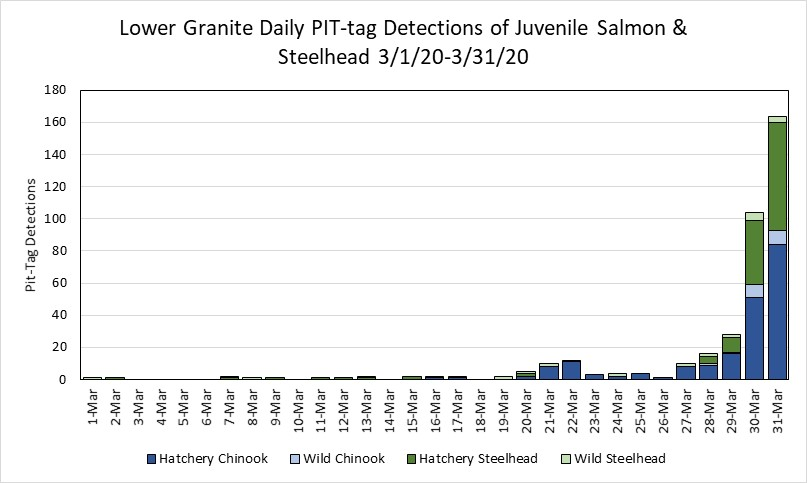 Lower Granite Daily PIT-tag Detections of Juvenile Salmon &
Steelhead 3/1/20-3/31/20
180
160
140
120
100
80
60
40
20
0
Pit-Tag Detections
1-Mar
2-Mar
3-Mar
4-Mar
5-Mar
6-Mar
7-Mar
8-Mar
9-Mar
10-Mar
11-Mar
12-Mar
13-Mar
14-Mar
15-Mar
16-Mar
17-Mar
18-Mar
19-Mar
20-Mar
21-Mar
22-Mar
23-Mar
24-Mar
25-Mar
26-Mar
27-Mar
28-Mar
29-Mar
30-Mar
31-Mar
Hatchery Chinook Wild Chinook Hatchery Steelhead Wild Steelhead